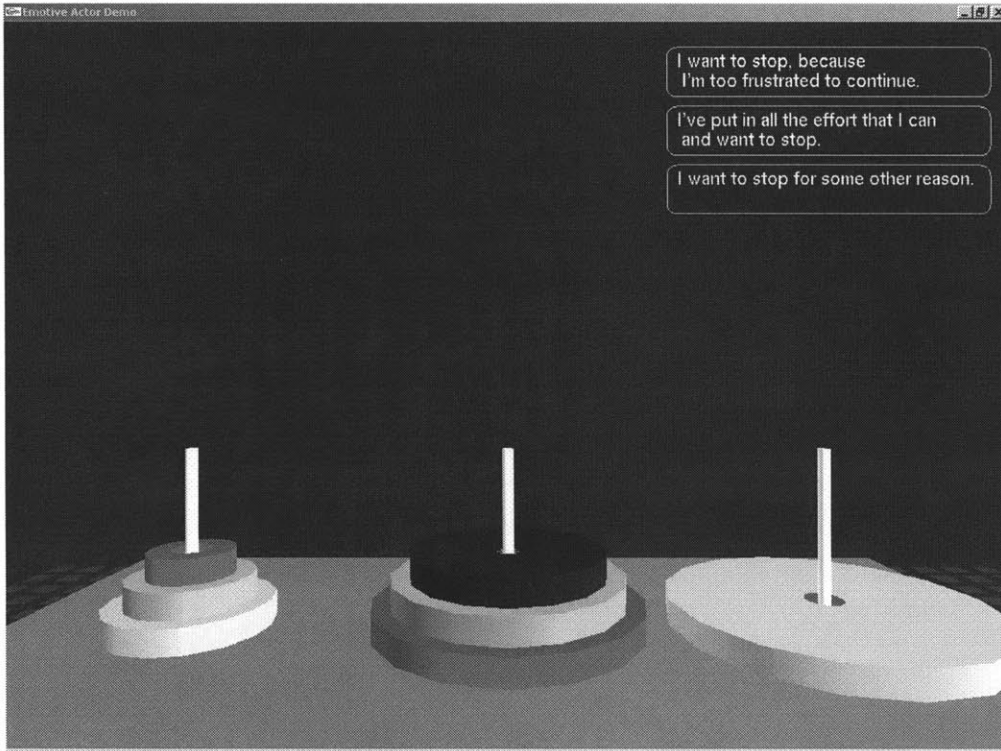 Emotive Actor Demo
I want to stop, because
I'm too frustrated to continue.
I've put in all the effort that I can
and want to stop.
I want to stop for some other reason.